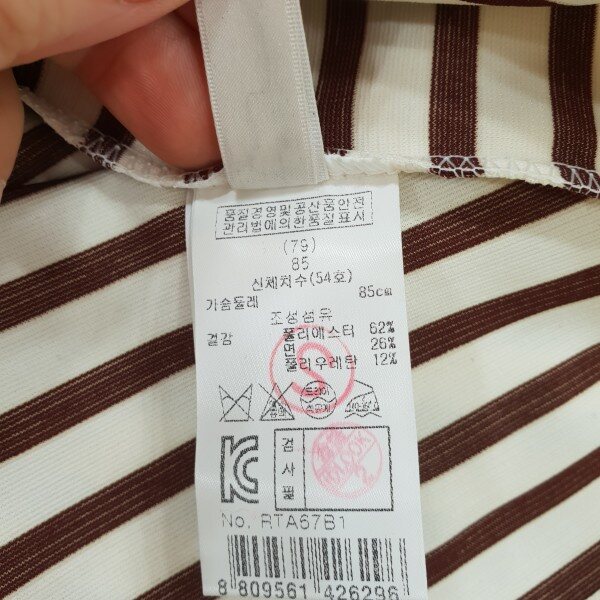 품질경영및공산품안전
관리법에의한품질표시
(79)
85
신체치수(54호)
가슴둘레 85cm
조성섬유
겉감 폴리에스터 62%
면 26%
폴리우레탄 12%
드라이
검사필
No. RTA67B1
8 809561 426296